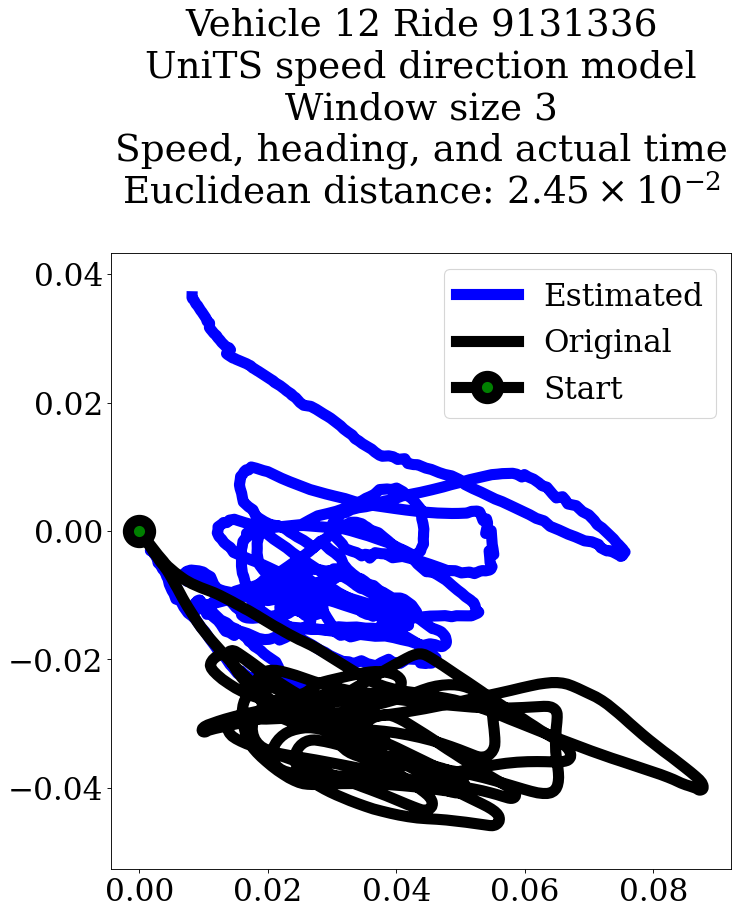 Vehicle 12 Ride 9131336
UniTS speed direction model
Window size 3
Speed, heading, and actual time
Euclidean distance: 2.45 × 10⁻²
0.04
0.02
0.00
−0.02
−0.04
Estimated
Original
Start
0.00 0.02 0.04 0.06 0.08